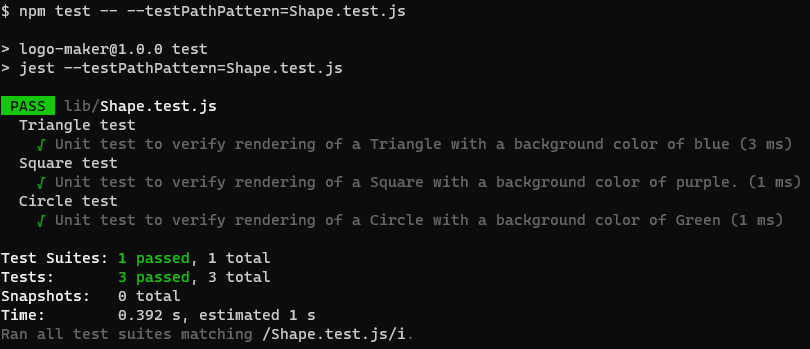 $ npm test -- --testPathPattern=Shape.test.js
> logo-maker@1.0.0 test
> jest --testPathPattern=Shape.test.js
PASS lib/Shape.test.js
Triangle test
√ Unit test to verify rendering of a Triangle with a background color of blue (3 ms)
Square test
√ Unit test to verify rendering of a Square with a background color of purple. (1 ms)
Circle test
√ Unit test to verify rendering of a Circle with a background color of Green (1 ms)
Test Suites: 1 passed, 1 total
Tests: 3 passed, 3 total
Snapshots: 0 total
Time: 0.392 s, estimated 1 s
Ran all test suites matching /Shape.test.js/i.